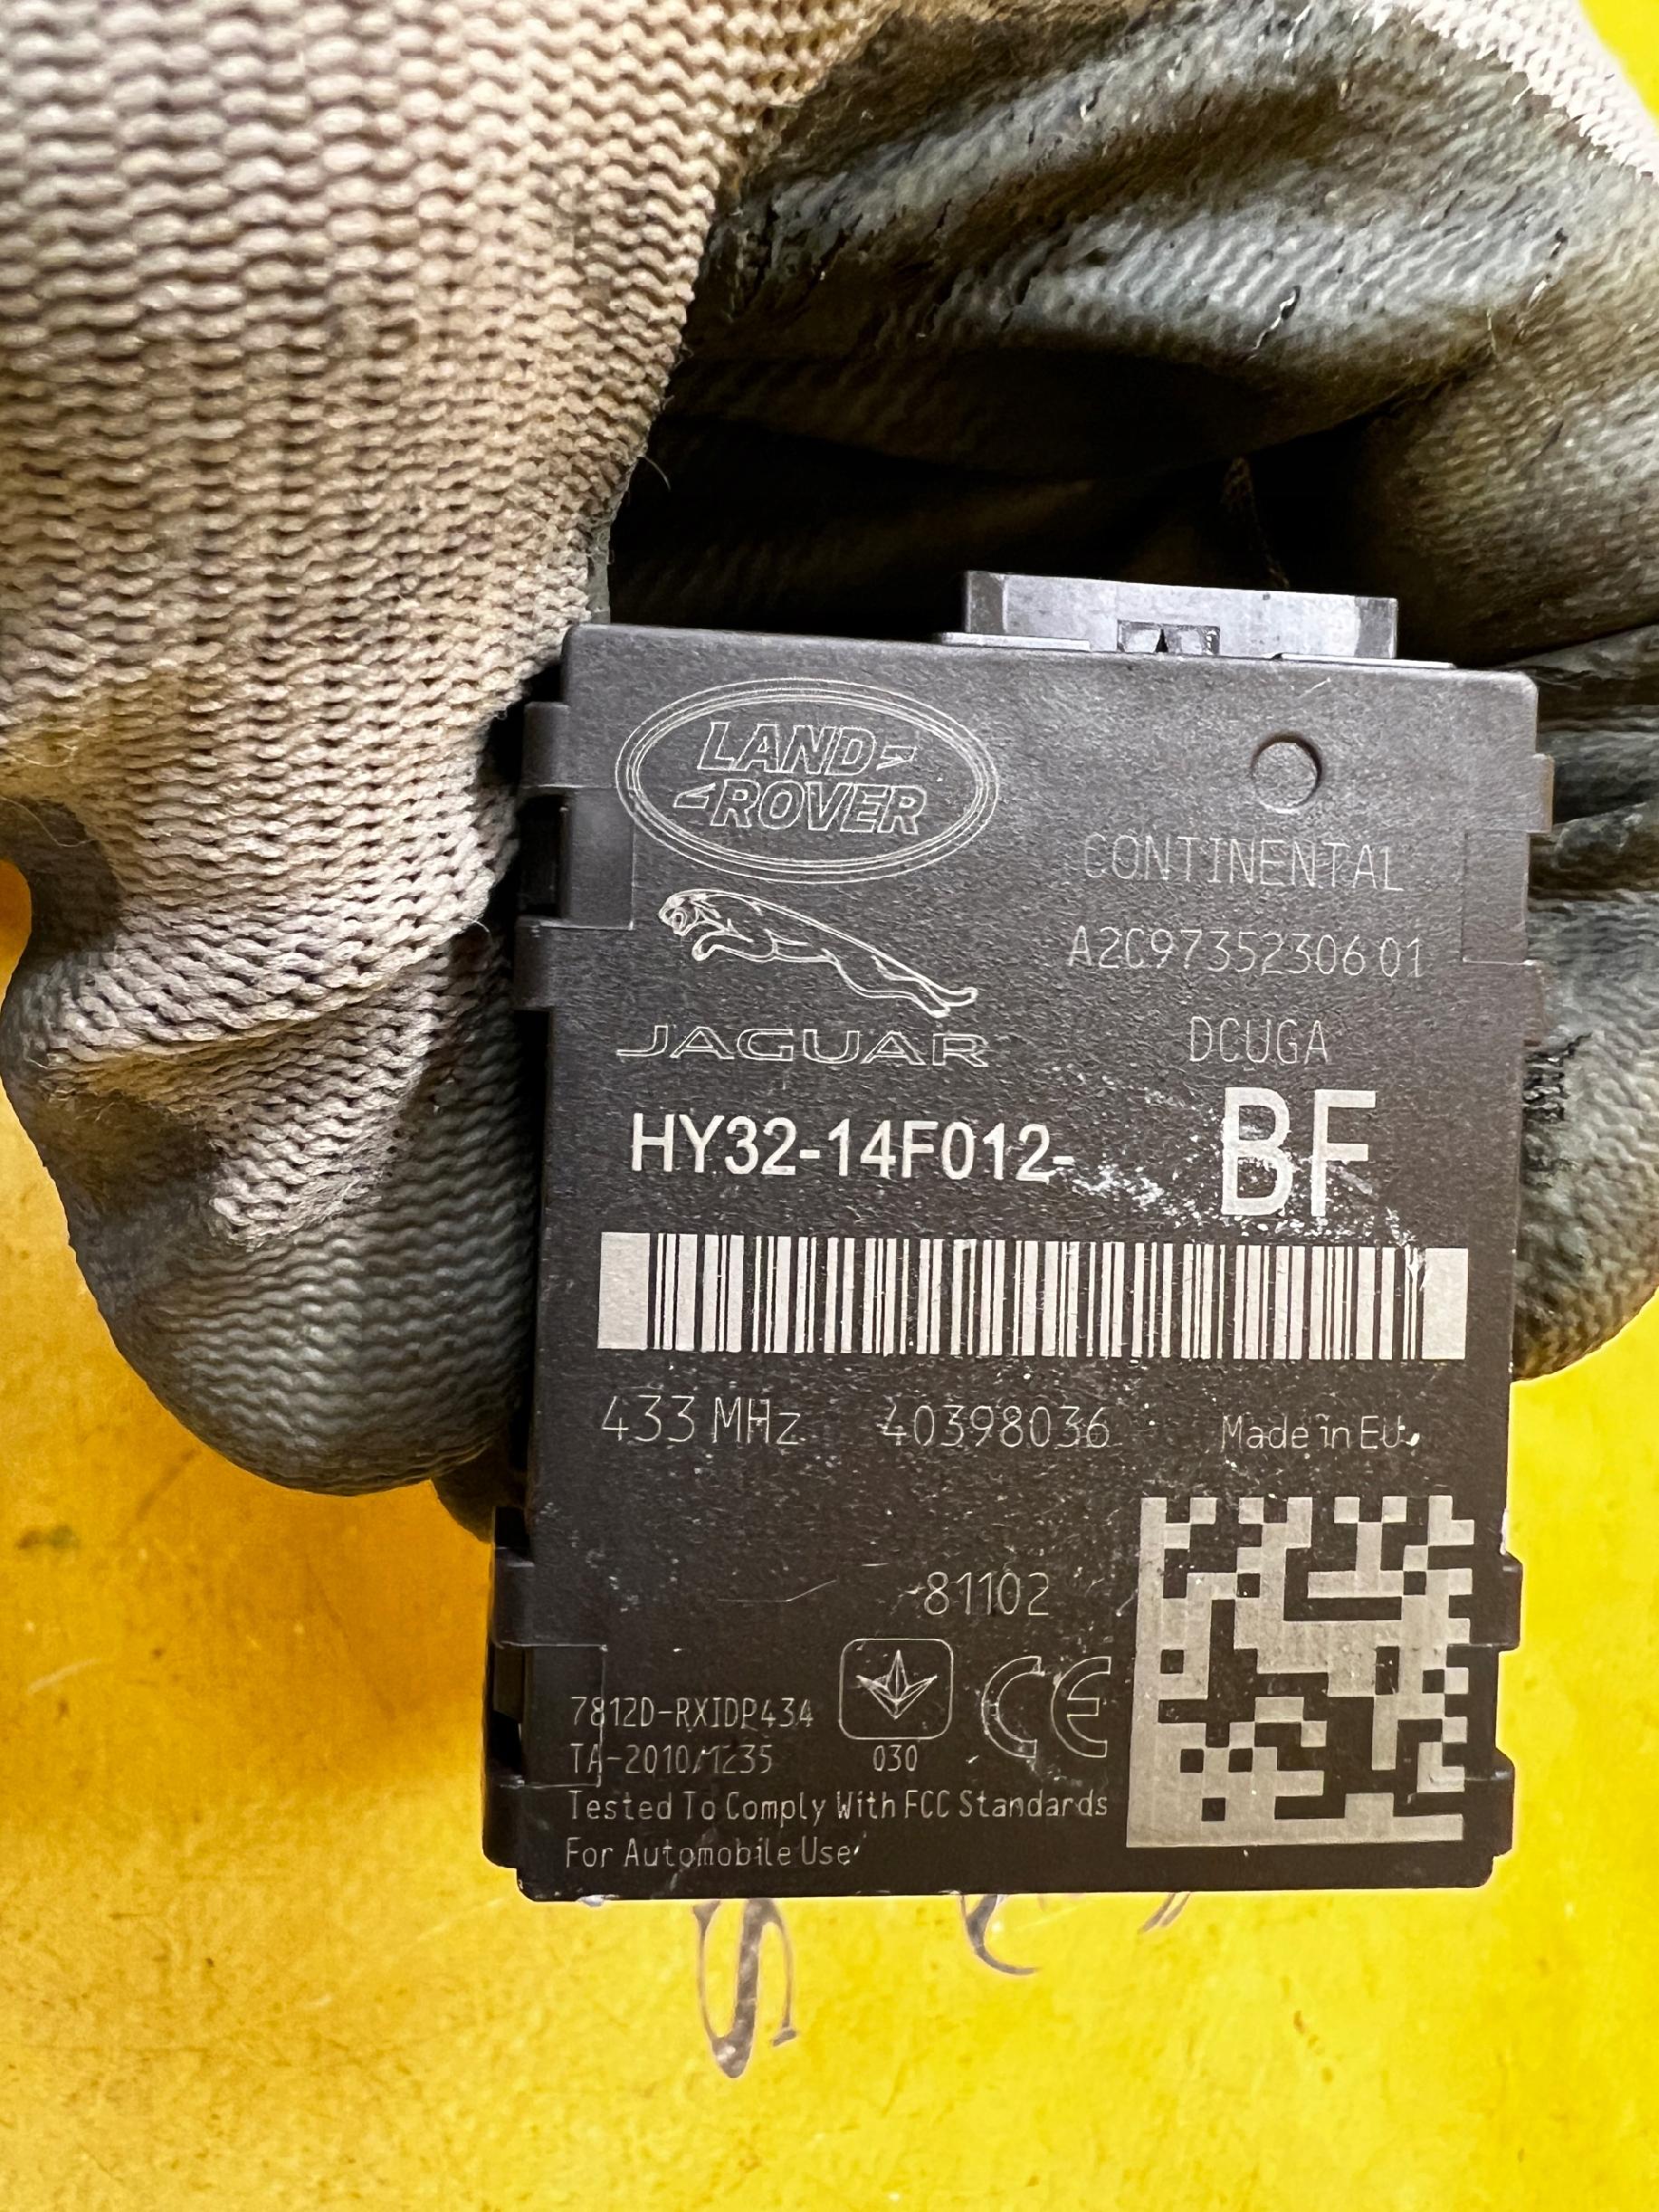 LAND-
-ROVER
CONTINENTAL
A2C97352306 01
JAGUAR
DCUGA
HY32-14F012- BF
433 MHz 40398036 Made in EU
81102
7812D-RXIDP434
TA-2010/1235
030
CE
Tested To Comply With FCC Standards
For Automobile Use